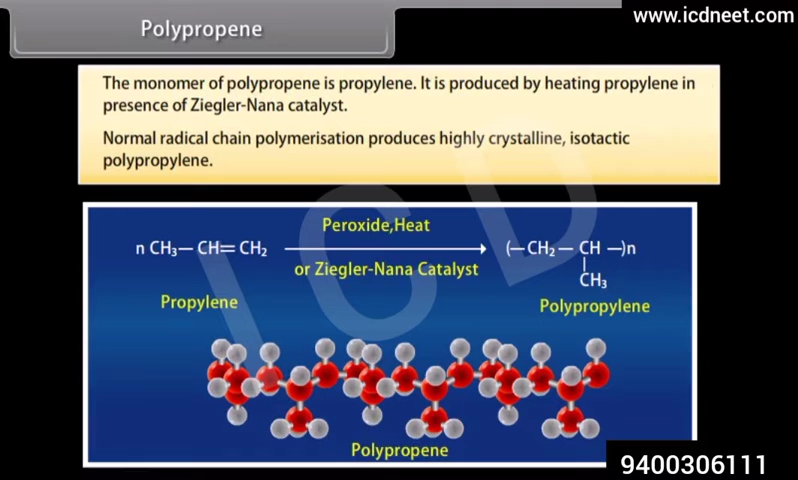 www.icdneet.com
Polypropene
The monomer of polypropene is propylene. It is produced by heating propylene in
presence of Ziegler-Nana catalyst.
Normal radical chain polymerisation produces highly crystalline, isotactic
polypropylene.
Peroxide,Heat
n CH₃— CH= CH₂ (—CH₂— CH —)n
or Ziegler-Nana Catalyst
CH₃
Propylene
Polypropylene
ICD
Polypropene
9400306111